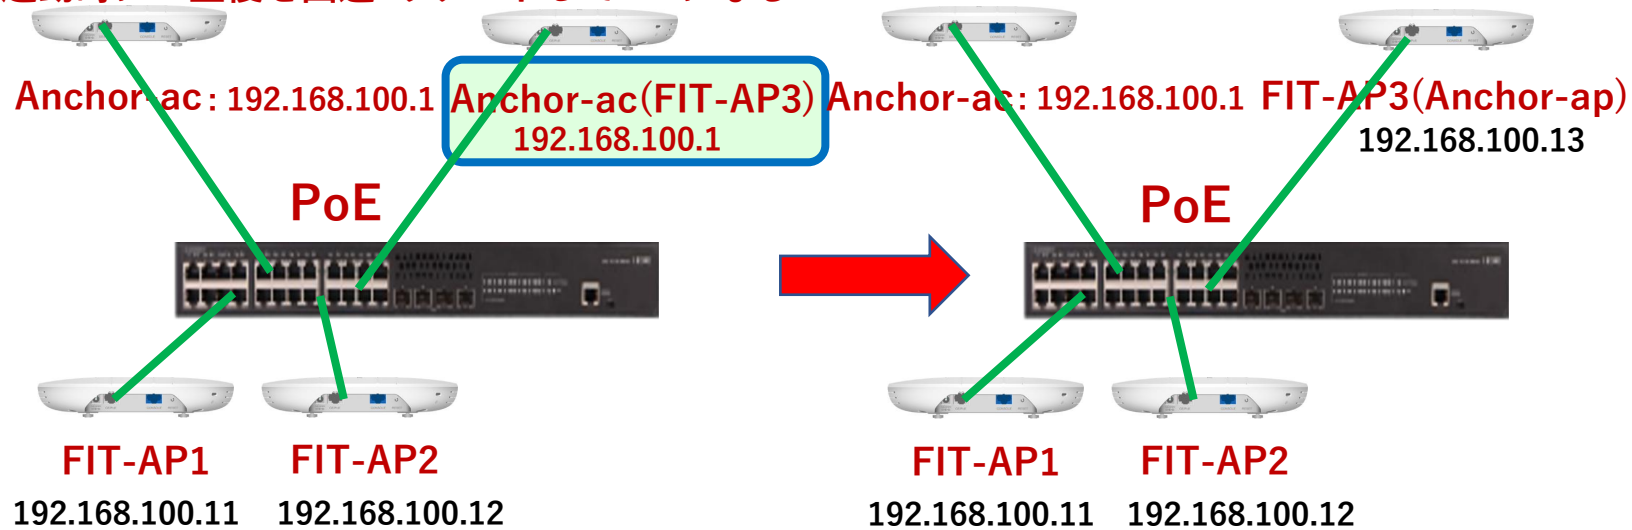 Anchor-ac: 192.168.100.1
Anchor-ac(FIT-AP3)
192.168.100.1
PoE
FIT-AP1
192.168.100.11
FIT-AP2
192.168.100.12
Anchor-ac: 192.168.100.1
FIT-AP3(Anchor-ap)
192.168.100.13
PoE
FIT-AP1
192.168.100.11
FIT-AP2
192.168.100.12